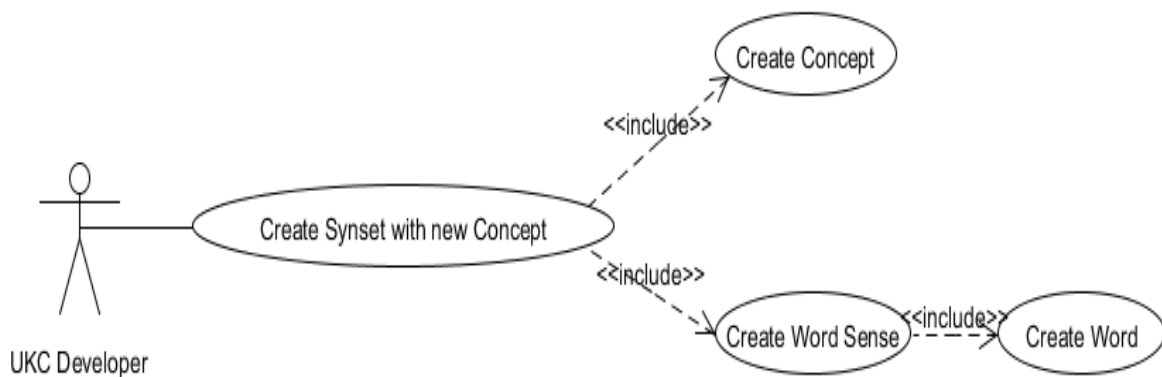 Create Concept
<<include>>
Create Synset with new Concept
<<include>>
Create Word Sense
<<include>>
Create Word
UKC Developer